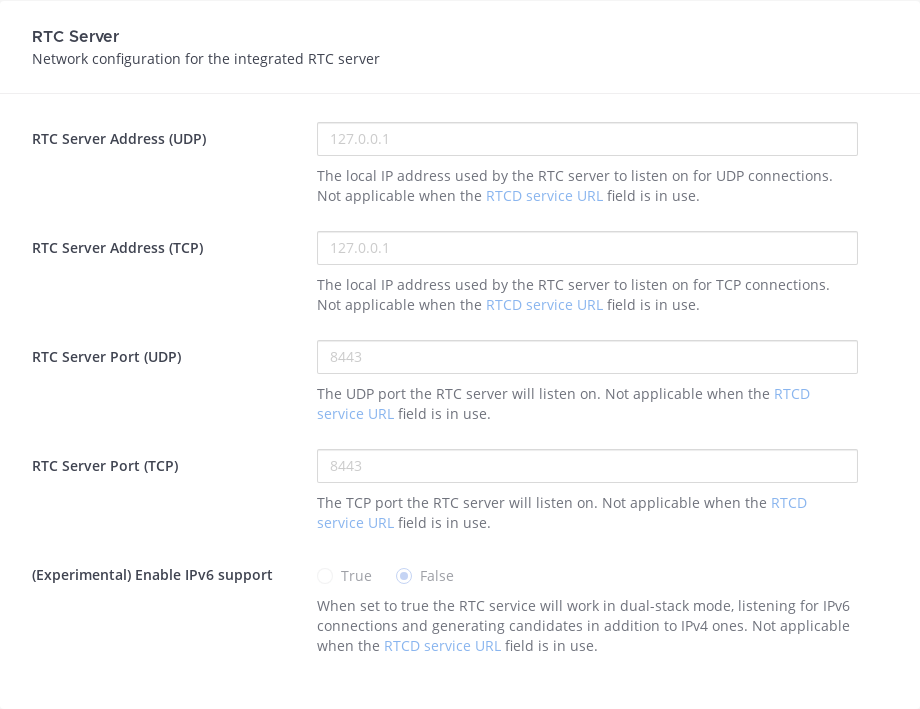 RTC Server
Network configuration for the integrated RTC server
RTC Server Address (UDP)
127.0.0.1
The local IP address used by the RTC server to listen on for UDP connections.
Not applicable when the RTCD service URL field is in use.
RTC Server Address (TCP)
127.0.0.1
The local IP address used by the RTC server to listen on for TCP connections.
Not applicable when the RTCD service URL field is in use.
RTC Server Port (UDP)
8443
The UDP port the RTC server will listen on. Not applicable when the RTCD
service URL field is in use.
RTC Server Port (TCP)
8443
The TCP port the RTC server will listen on. Not applicable when the RTCD
service URL field is in use.
(Experimental) Enable IPv6 support
True False
When set to true the RTC service will work in dual-stack mode, listening for IPv6
connections and generating candidates in addition to IPv4 ones. Not applicable
when the RTCD service URL field is in use.